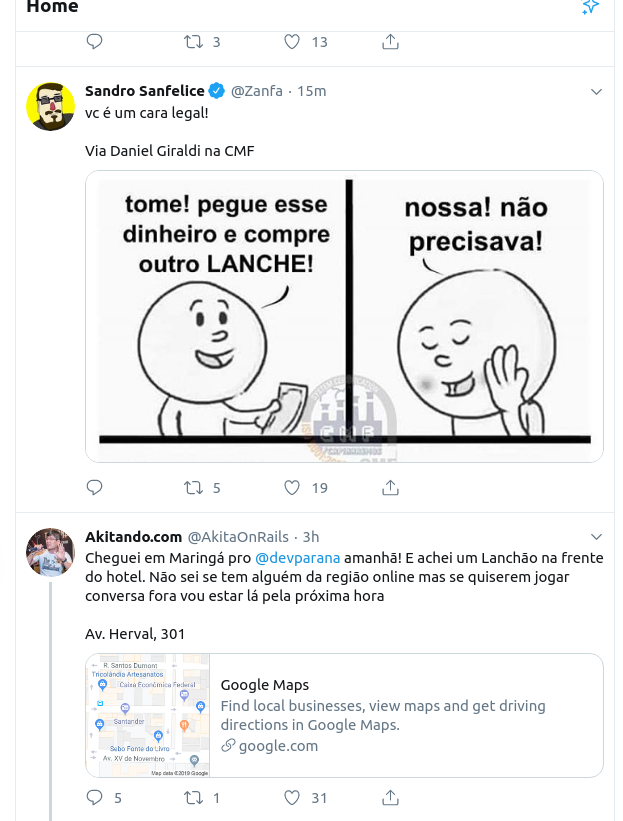 Home
3 13
Sandro Sanfelice @Zanfa · 15m
vc é um cara legal!
Via Daniel Giraldi na CMF
tome! pegue esse
dinheiro e compre
outro LANCHE!
nossa! não
precisava!
CMF
5 19
Akitando.com @AkitaOnRails · 3h
Cheguei em Maringá pro @devparana amanhã! E achei um Lanchão na frente
do hotel. Não sei se tem alguém da região online mas se quiserem jogar
conversa fora vou estar lá pela próxima hora
Av. Herval, 301
R. Santos Dumont
Tricolândia Artesanatos
Caixa Econômica Federal
Santander
Sebo Fonte do Livro
Av. XV de Novembro
Map data ©2019 Google
Google Maps
Find local businesses, view maps and get driving
directions in Google Maps.
google.com
5 1 31